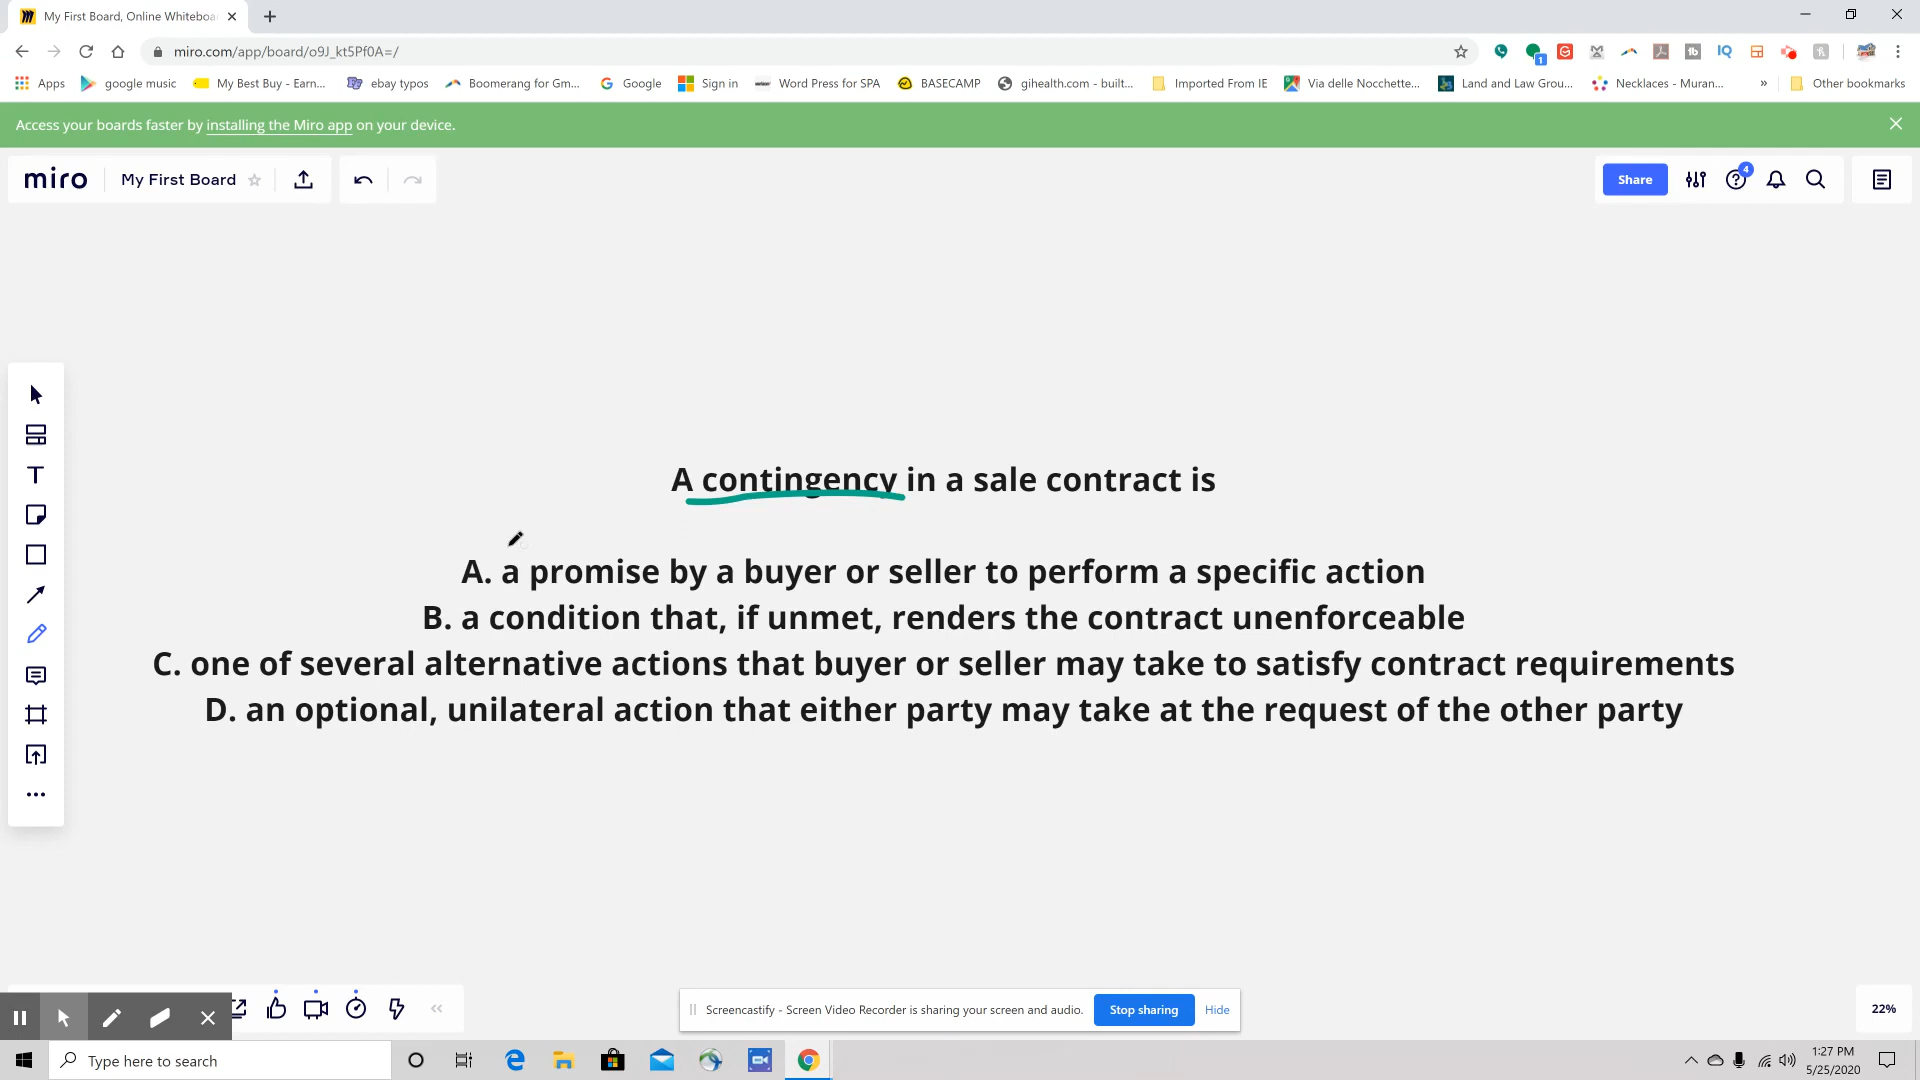 My First Board, Online Whiteboa
miro.com/app/board/o9J_kt5Pf0A=/
1
Apps google music My Best Buy - Earn... ebay typos Boomerang for Gm... Google Sign in Word Press for SPA BASECAMP gihealth.com - built... Imported From IE Via delle Nocchette... Land and Law Grou... Necklaces - Muran... » Other bookmarks
Access your boards faster by installing the Miro app on your device.
miro My First Board Share 4
A contingency in a sale contract is
A. a promise by a buyer or seller to perform a specific action
B. a condition that, if unmet, renders the contract unenforceable
C. one of several alternative actions that buyer or seller may take to satisfy contract requirements
D. an optional, unilateral action that either party may take at the request of the other party
Screencastify - Screen Video Recorder is sharing your screen and audio. Stop sharing Hide
22%
Type here to search
1:27 PM
5/25/2020